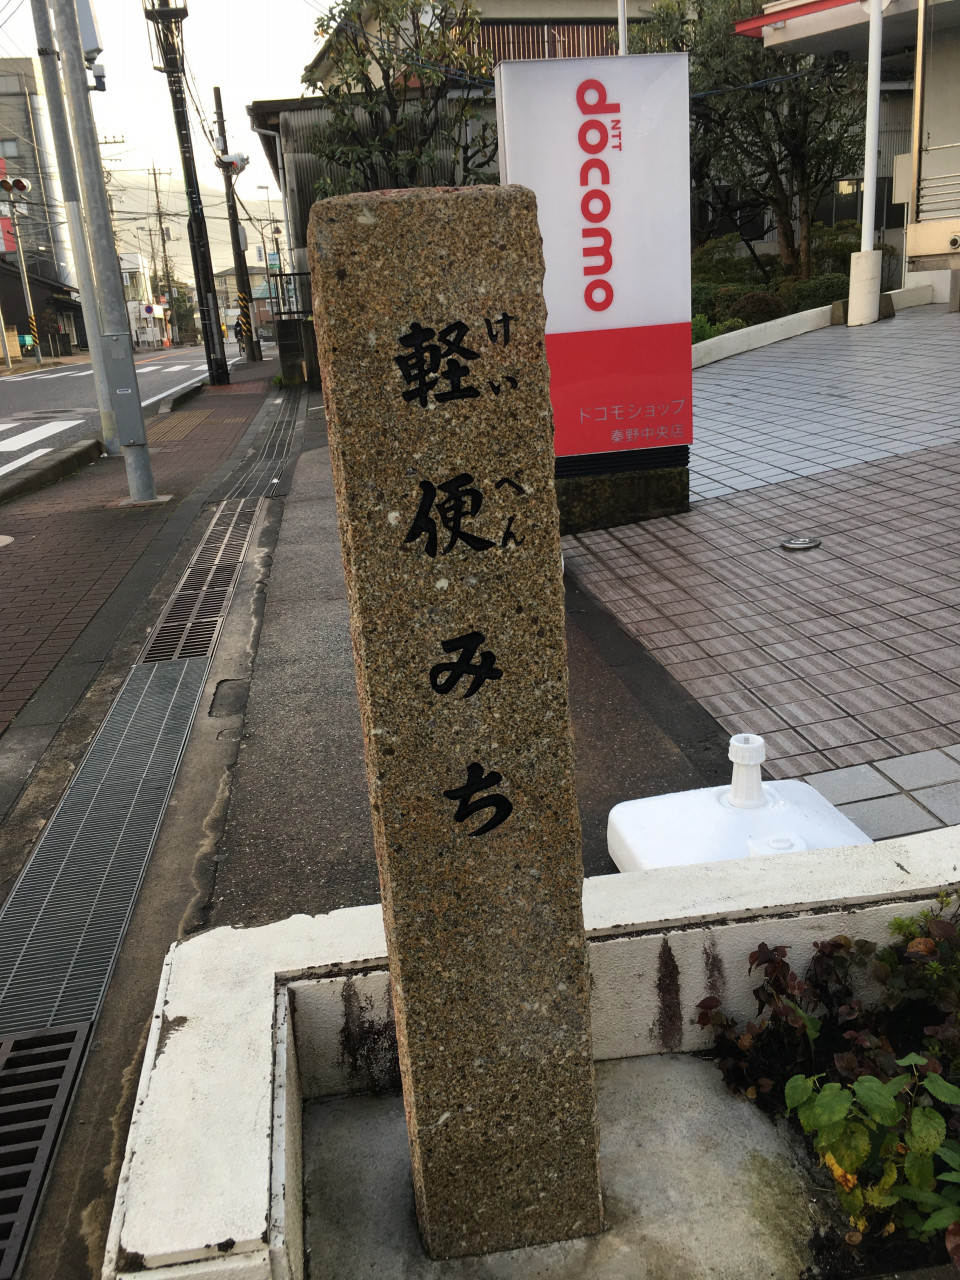 軽便みち
けいべん
NTT
docomo
ドコモショップ
秦野中央店